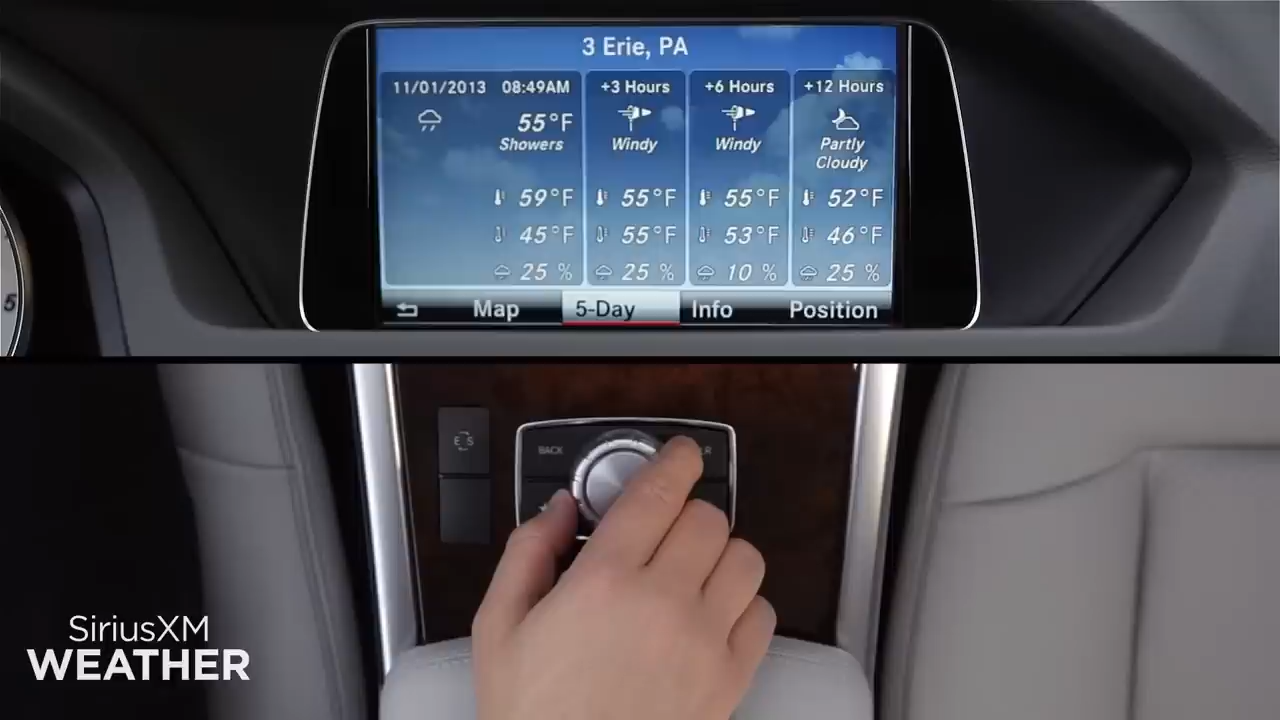 3 Erie, PA
11/01/2013 08:49AM
55°F
Showers
59°F
45°F
25 %
+3 Hours
Windy
55°F
55°F
25 %
+6 Hours
Windy
55°F
53°F
10 %
+12 Hours
Partly
Cloudy
52°F
46°F
25 %
Map 5-Day Info Position
5
E S
BACK
LR
SiriusXM
WEATHER